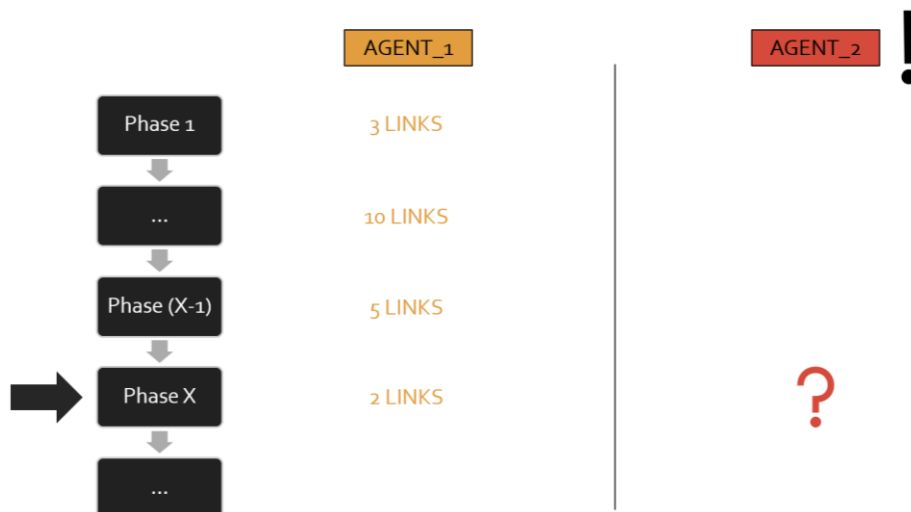 AGENT_1
AGENT_2
!
Phase 1
3 LINKS
...
10 LINKS
Phase (X-1)
5 LINKS
Phase X
2 LINKS
?
...